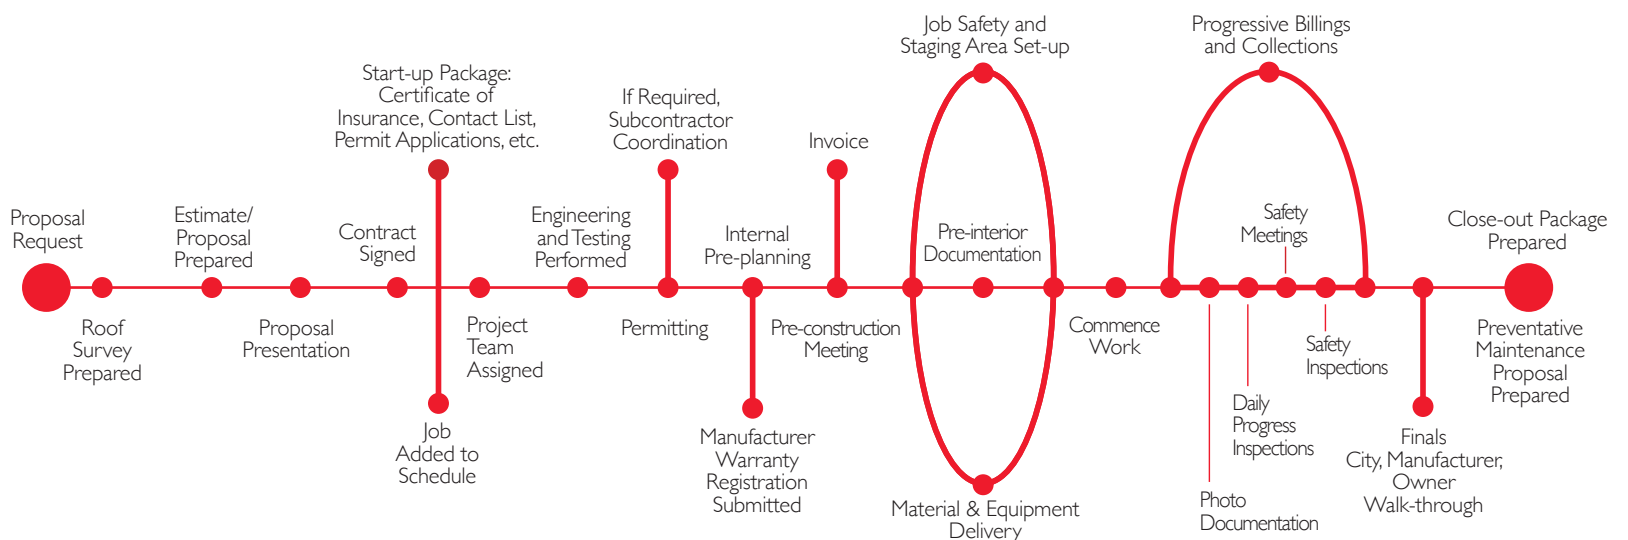 Proposal
Request
Roof
Survey
Prepared
Estimate/
Proposal
Prepared
Proposal
Presentation
Contract
Signed
Start-up Package:
Certificate of
Insurance, Contact List,
Permit Applications, etc.
Job
Added to
Schedule
Project
Team
Assigned
Engineering
and Testing
Performed
If Required,
Subcontractor
Coordination
Permitting
Internal
Pre-planning
Manufacturer
Warranty
Registration
Submitted
Invoice
Pre-construction
Meeting
Job Safety and
Staging Area Set-up
Pre-interior
Documentation
Material & Equipment
Delivery
Commence
Work
Progressive Billings
and Collections
Photo
Documentation
Daily
Progress
Inspections
Safety
Meetings
Safety
Inspections
Finals
City, Manufacturer,
Owner
Walk-through
Close-out Package
Prepared
Preventative
Maintenance
Proposal
Prepared